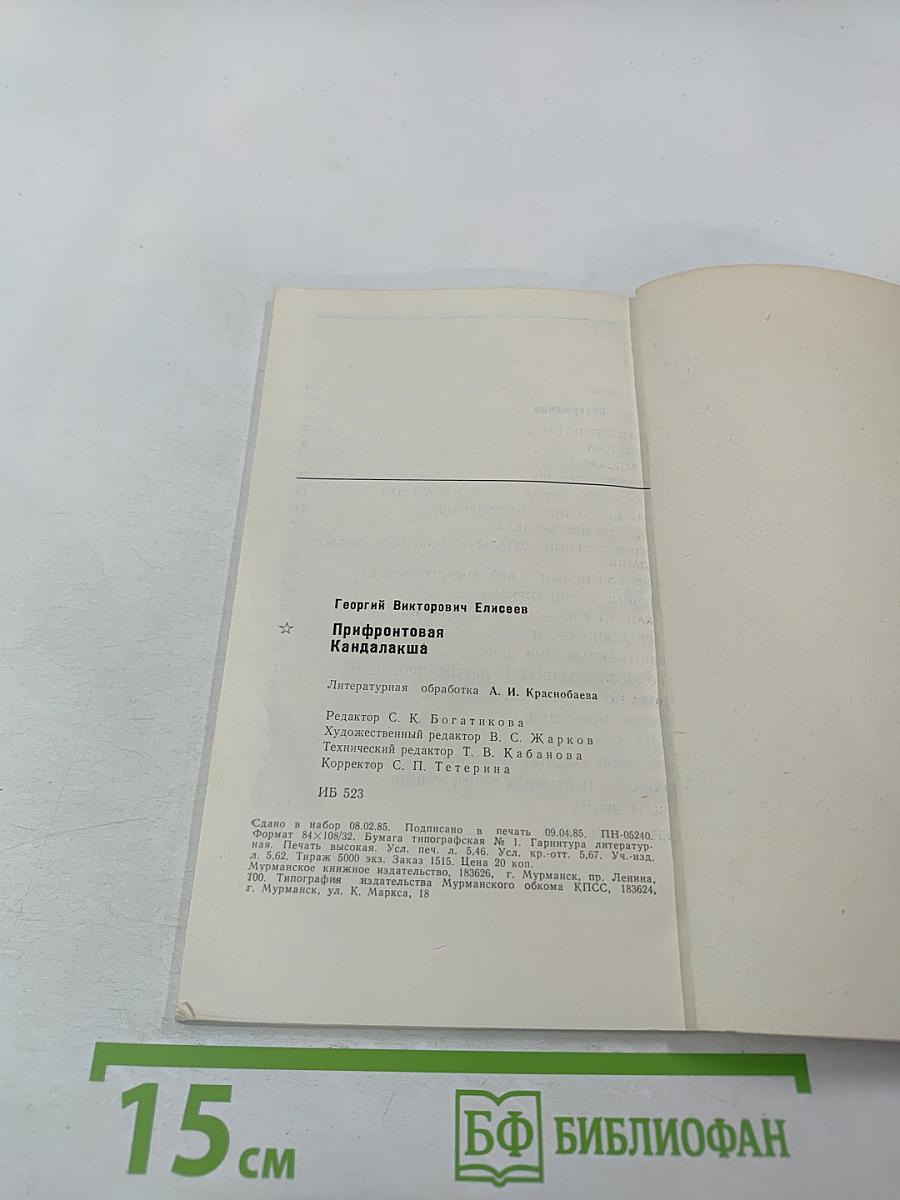 Георгий Викторович Елисеев
☆ Прифронтовая
Кандалакша
Литературная обработка А. И. Краснобаева
Редактор С. К. Богатикова
Художественный редактор В. С. Жарков
Технический редактор Т. В. Кабанова
Корректор С. П. Тетерина
ИБ 523
Сдано в набор 08.02.85. Подписано в печать 09.04.85. ПН-05240.
Формат 84×108/32. Бумага типографская № 1. Гарнитура литератур-
ная. Печать высокая. Усл. печ. л. 5,46. Усл. кр.-отт. 5,67. Уч.-изд.
л. 5,62. Тираж 5000 экз. Заказ 1515. Цена 20 коп.
Мурманское книжное издательство, 183626, г. Мурманск, пр. Ленина,
100. Типография издательства Мурманского обкома КПСС, 183624,
г. Мурманск, ул. К. Маркса, 18
15 см
БФ БИБЛИОФАН